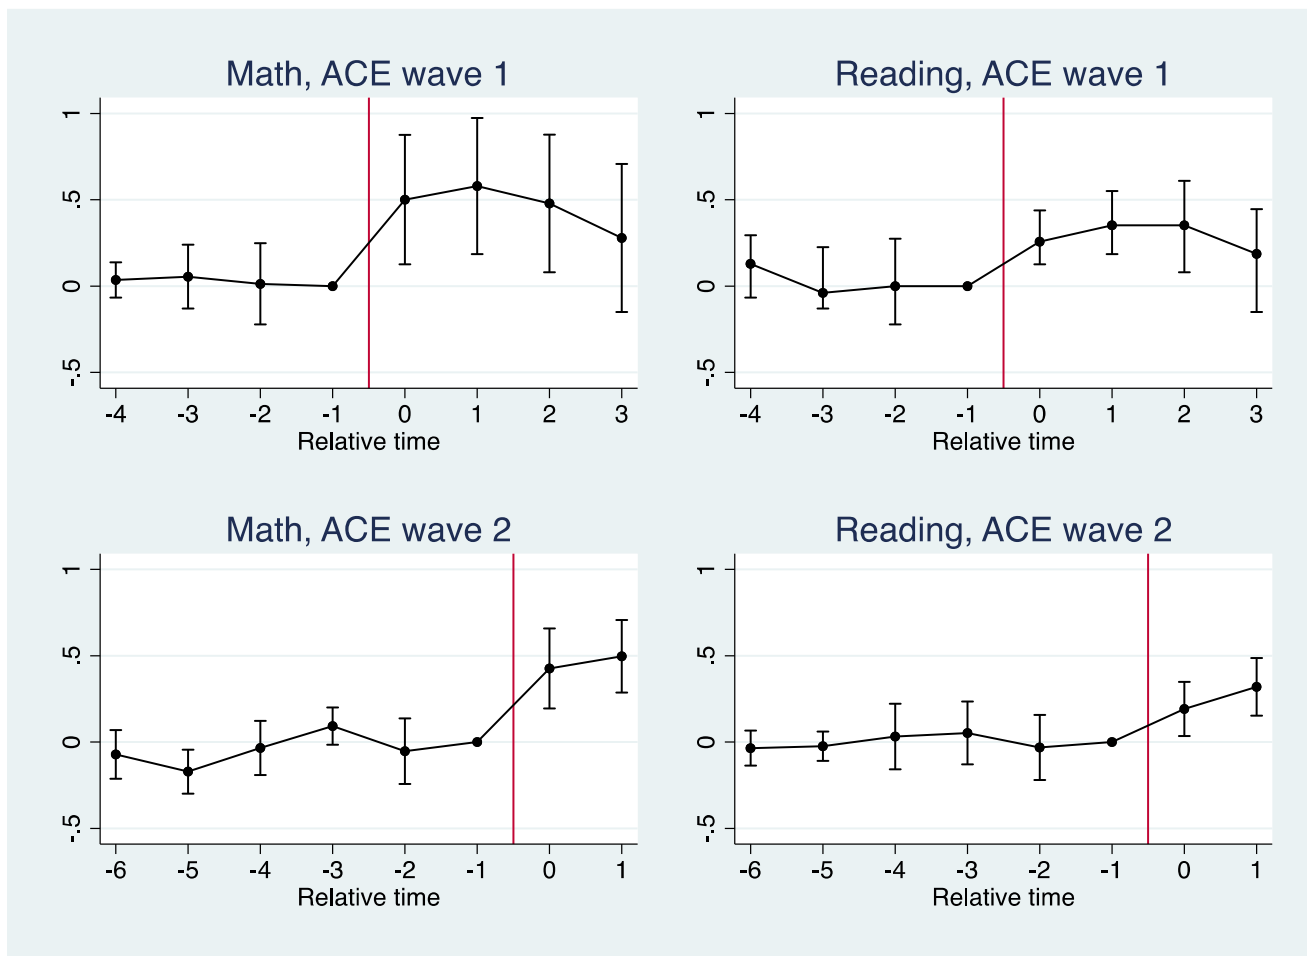 Math, ACE wave 1
1
.5
0
-.5
-4 -3 -2 -1 0 1 2 3
Relative time
Reading, ACE wave 1
1
.5
0
-.5
-4 -3 -2 -1 0 1 2 3
Relative time
Math, ACE wave 2
1
.5
0
-.5
-6 -5 -4 -3 -2 -1 0 1
Relative time
Reading, ACE wave 2
1
.5
0
-.5
-6 -5 -4 -3 -2 -1 0 1
Relative time